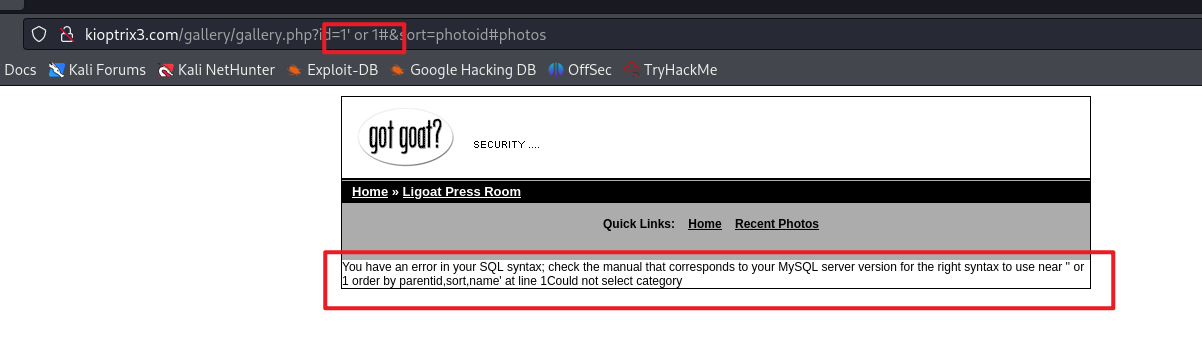 kioptrix3.com/gallery/gallery.php?id=1' or 1#&sort=photoid#photos
Docs Kali Forums Kali NetHunter Exploit-DB Google Hacking DB OffSec TryHackMe
got goat? SECURITY ....
Home » Ligoat Press Room
Quick Links: Home Recent Photos
You have an error in your SQL syntax; check the manual that corresponds to your MySQL server version for the right syntax to use near '' or
1 order by parentid,sort,name' at line 1Could not select category